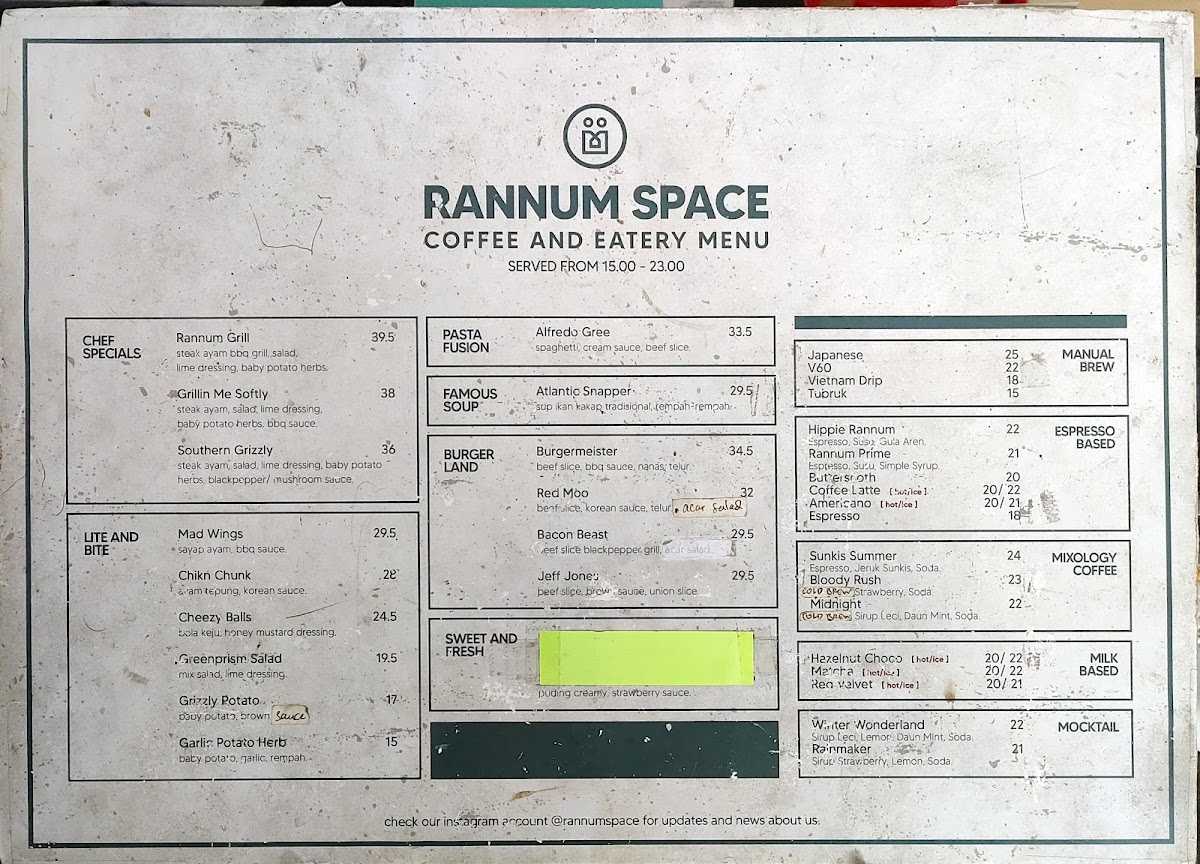 RANNUM SPACE
COFFEE AND EATERY MENU
SERVED FROM 15.00 - 23.00
CHEF SPECIALS
Rannum Grill 39.5
steak ayam bbq grill, salad,
lime dressing, baby potato herbs.
Grillin Me Softly 38
steak ayam, salad, lime dressing,
baby potato herbs, bbq sauce.
Southern Grizzly 36
steak ayam, salad, lime dressing, baby potato
herbs, blackpepper/ mushroom sauce.
LITE AND BITE
Mad Wings 29.5
sayap ayam, bbq sauce.
Chikn Chunk 28
ayam tepung, korean sauce.
Cheezy Balls 24.5
bola keju, honey mustard dressing.
Greenprism Salad 19.5
mix salad, lime dressing.
Grizzly Potato 17
baby potato, brown sauce
Garlic Potato Herb 15
baby potato, garlic, rempah.
PASTA FUSION
Alfredo Gree 33.5
spaghetti, cream sauce, beef slice.
FAMOUS SOUP
Atlantic Snapper 29.5
sup ikan kakap tradisional, rempah-rempah.
BURGER LAND
Burgermeister 34.5
beef slice, bbq sauce, nanas, telur.
Red Moo 32
beef slice, korean sauce, telur, acar salad
Bacon Beast 29.5
beef slice blackpepper grill, acar salad.
Jeff Jones 29.5
beef slice, brown sauce, union slice.
SWEET AND FRESH
puding creamy, strawberry sauce.
MANUAL BREW
Japanese 25
V60 22
Vietnam Drip 18
Tubruk 15
ESPRESSO BASED
Hippie Rannum 22
Espresso, Susu, Gula Aren.
Rannum Prime 21
Espresso, Susu, Simple Syrup.
Buttersooth 20
Coffee Latte [hot/ice] 20/ 22
Americano [hot/ice] 20/ 21
Espresso 18
MIXOLOGY COFFEE
Sunkis Summer 24
Espresso, Jeruk Sunkis, Soda.
Bloody Rush 23
COLD BREW Strawberry, Soda.
Midnight 22
COLD BREW Sirup Leci, Daun Mint, Soda.
MILK BASED
Hazelnut Choco [hot/ice] 20/ 22
Matcha [hot/ice] 20/ 22
Red Velvet [hot/ice] 20/ 21
MOCKTAIL
Winter Wonderland 22
Sirup Leci, Lemon, Daun Mint, Soda.
Rainmaker 21
Sirup Strawberry, Lemon, Soda.
check our instagram account @rannumspace for updates and news about us.